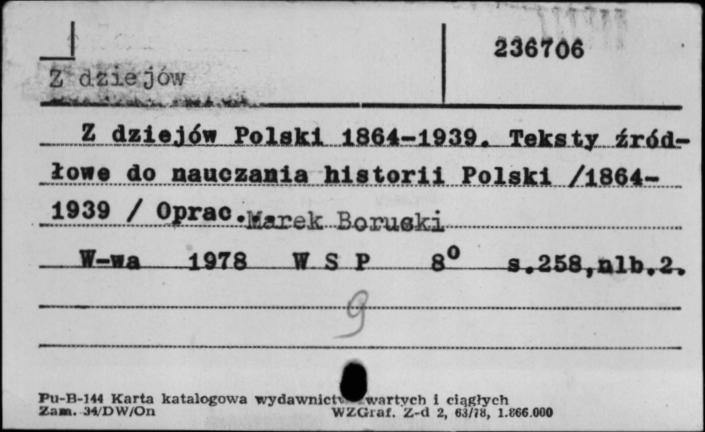 236706
Z dziejów
Z dziejów Polski 1864-1939. Teksty źród-
łowe do nauczania historii Polski /1864-
1939 / Oprac. Marek Boruski
W-wa 1978 W S P 8° s.258,nlb.2.
9
Pu-B-144 Karta katalogowa wydawnictw zwartych i ciągłych
Zam. 34/DW/On WZGraf. Z-d 2, 63/78, 1.866.000